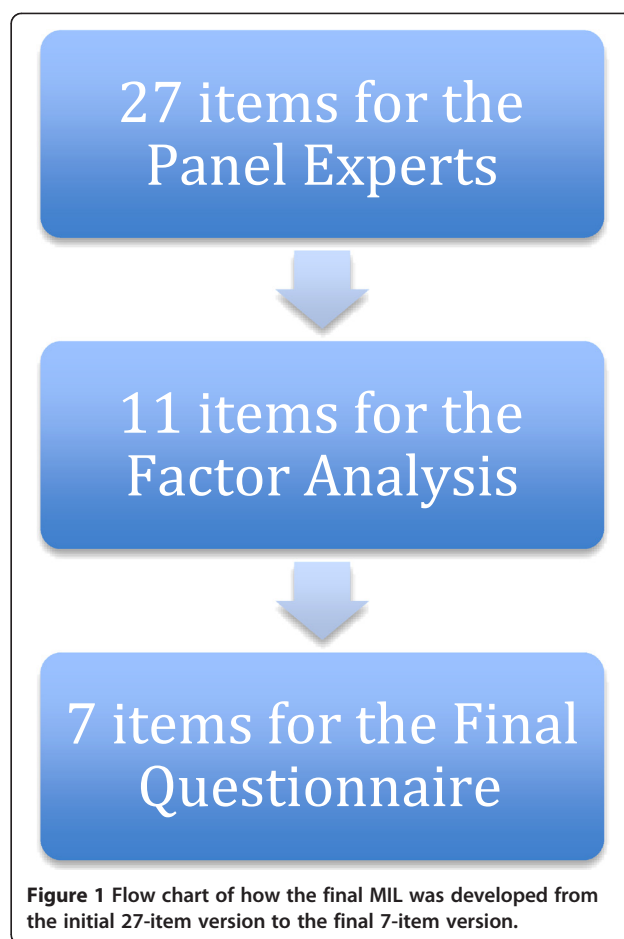 27 items for the
Panel Experts
11 items for the
Factor Analysis
7 items for the Final
Questionnaire
Figure 1 Flow chart of how the final MIL was developed from
the initial 27-item version to the final 7-item version.